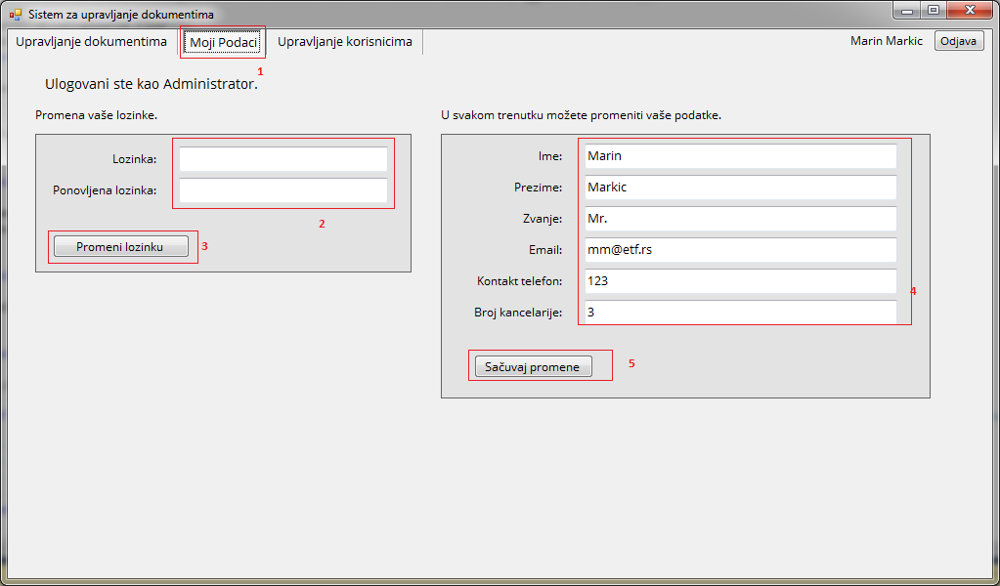 Sistem za upravljanje dokumentima
Upravljanje dokumentima Moji Podaci Upravljanje korisnicima Marin Markic Odjava
1
Ulogovani ste kao Administrator.
Promena vaše lozinke.
Lozinka:
Ponovljena lozinka:
2
Promeni lozinku 3
U svakom trenutku možete promeniti vaše podatke.
Ime: Marin
Prezime: Markic
Zvanje: Mr.
Email: mm@etf.rs
Kontakt telefon: 123
4
Broj kancelarije: 3
Sačuvaj promene 5